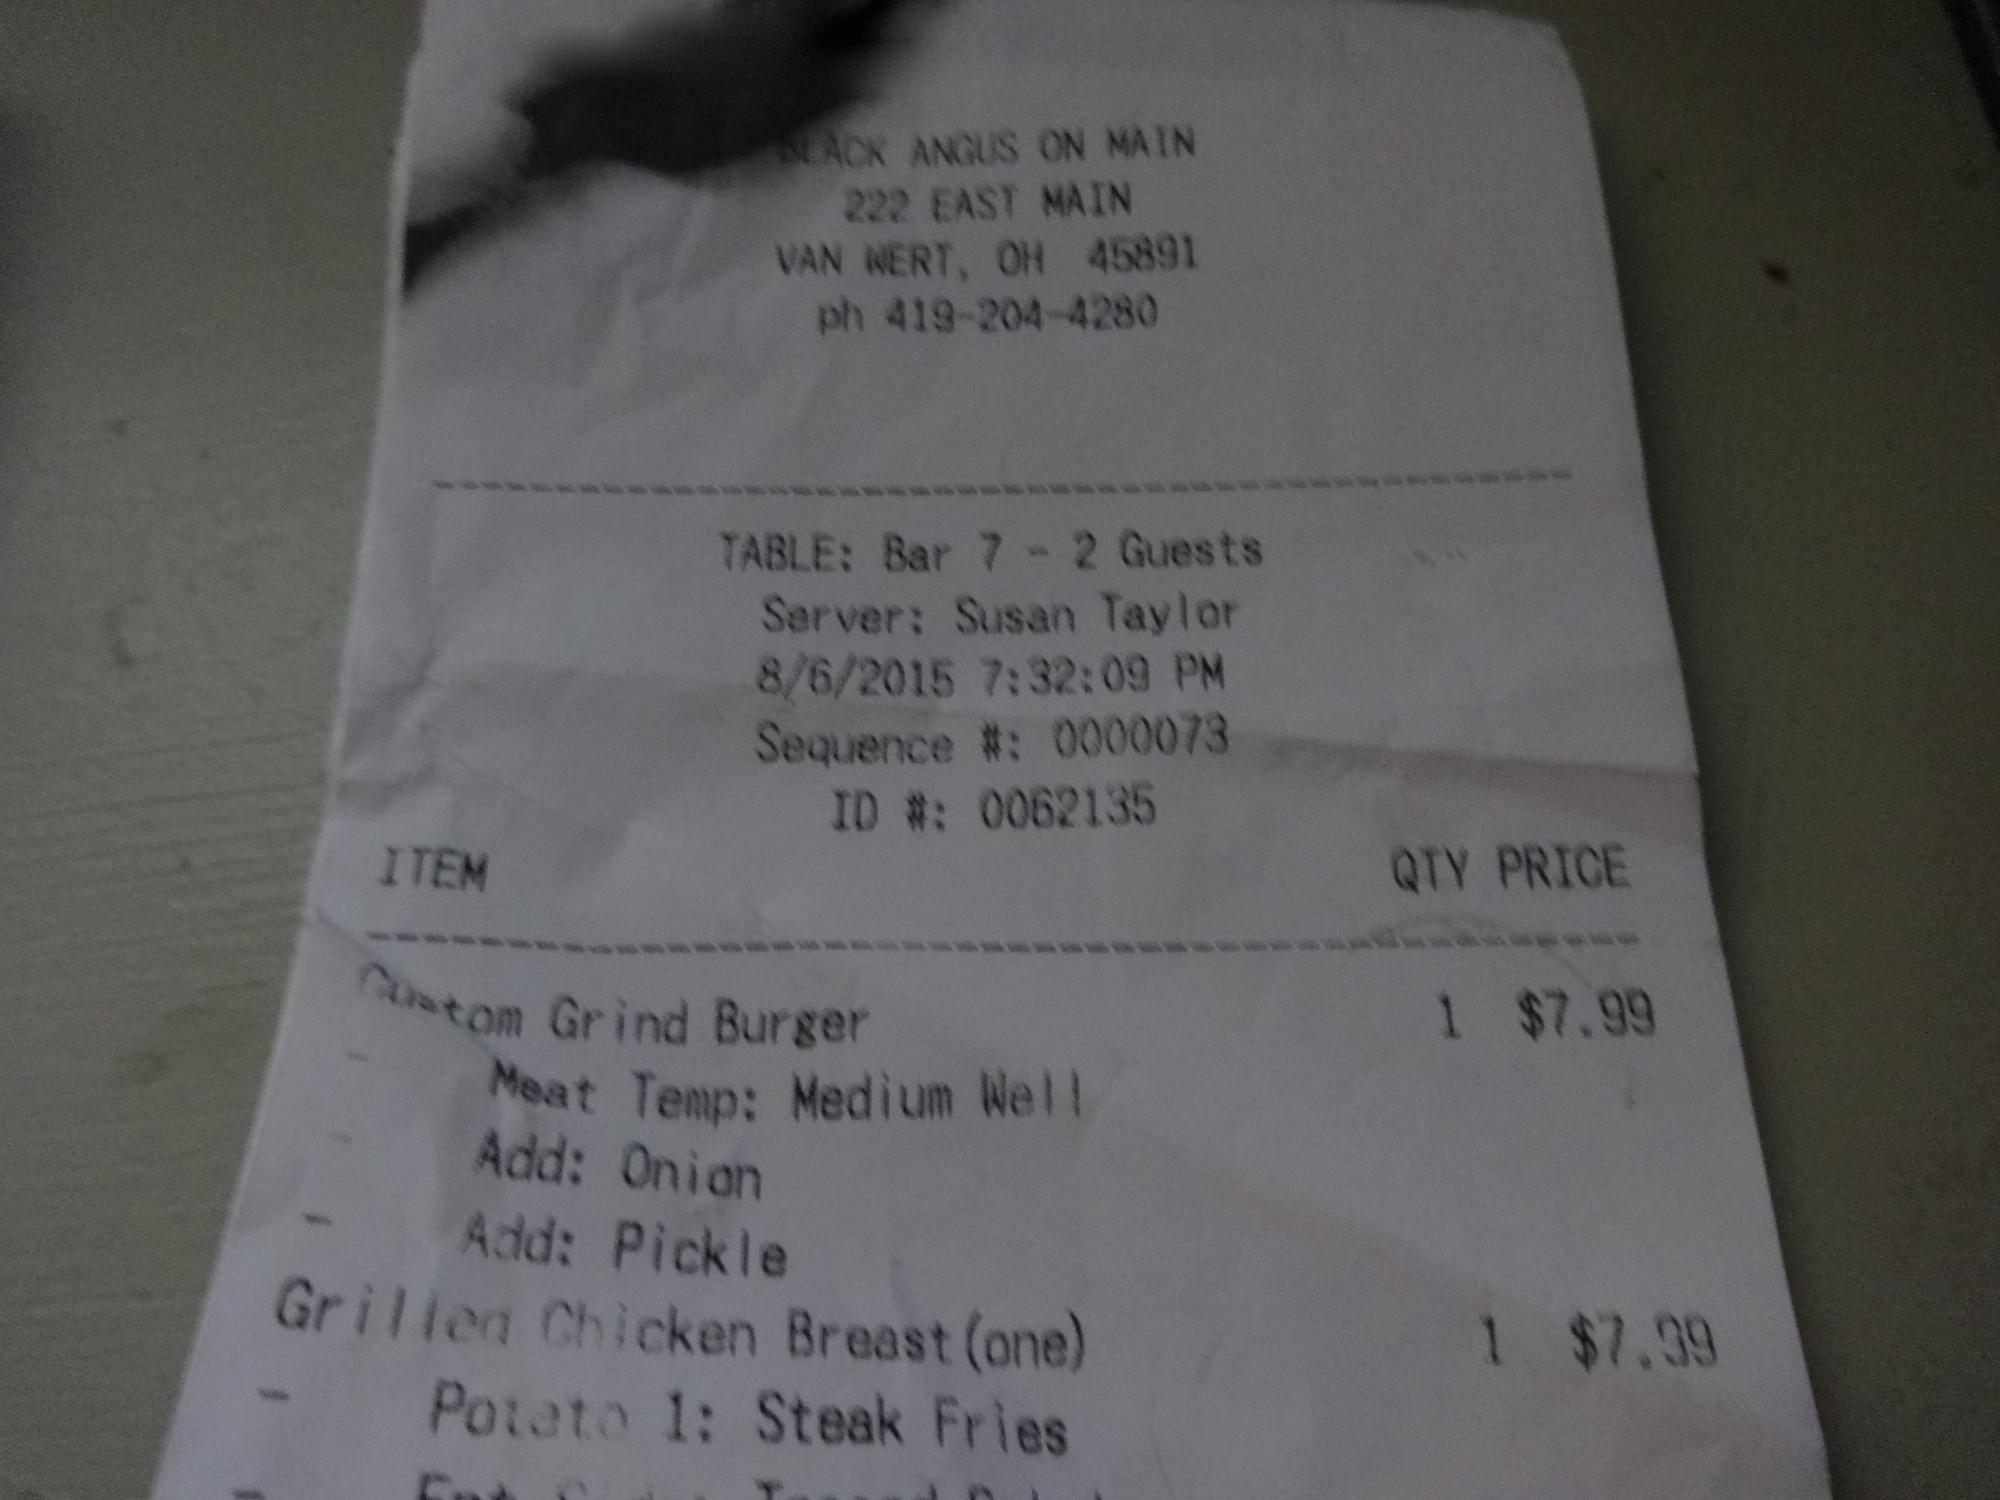 BLACK ANGUS ON MAIN
222 EAST MAIN
VAN WERT, OH 45891
ph 419-204-4280
TABLE: Bar 7 - 2 Guests
Server: Susan Taylor
8/6/2015 7:32:09 PM
Sequence #: 0000073
ID #: 0062135
ITEM QTY PRICE
Custom Grind Burger 1 $7.99
- Meat Temp: Medium Well
- Add: Onion
- Add: Pickle
Grilled Chicken Breast(one) 1 $7.99
- Potato 1: Steak Fries